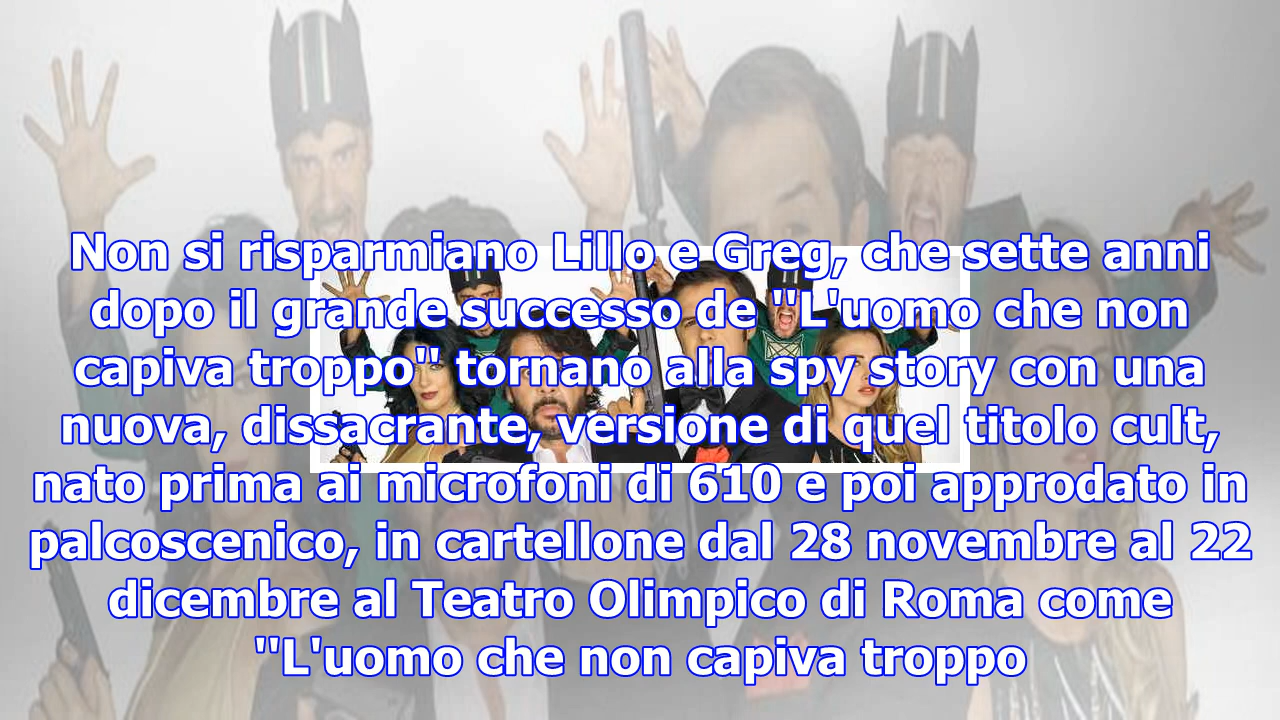 Non si risparmiano Lillo e Greg, che sette anni
dopo il grande successo de "L'uomo che non
capiva troppo" tornano alla spy story con una
nuova, dissacrante, versione di quel titolo cult,
nato prima ai microfoni di 610 e poi approdato in
palcoscenico, in cartellone dal 28 novembre al 22
dicembre al Teatro Olimpico di Roma come
"L'uomo che non capiva troppo